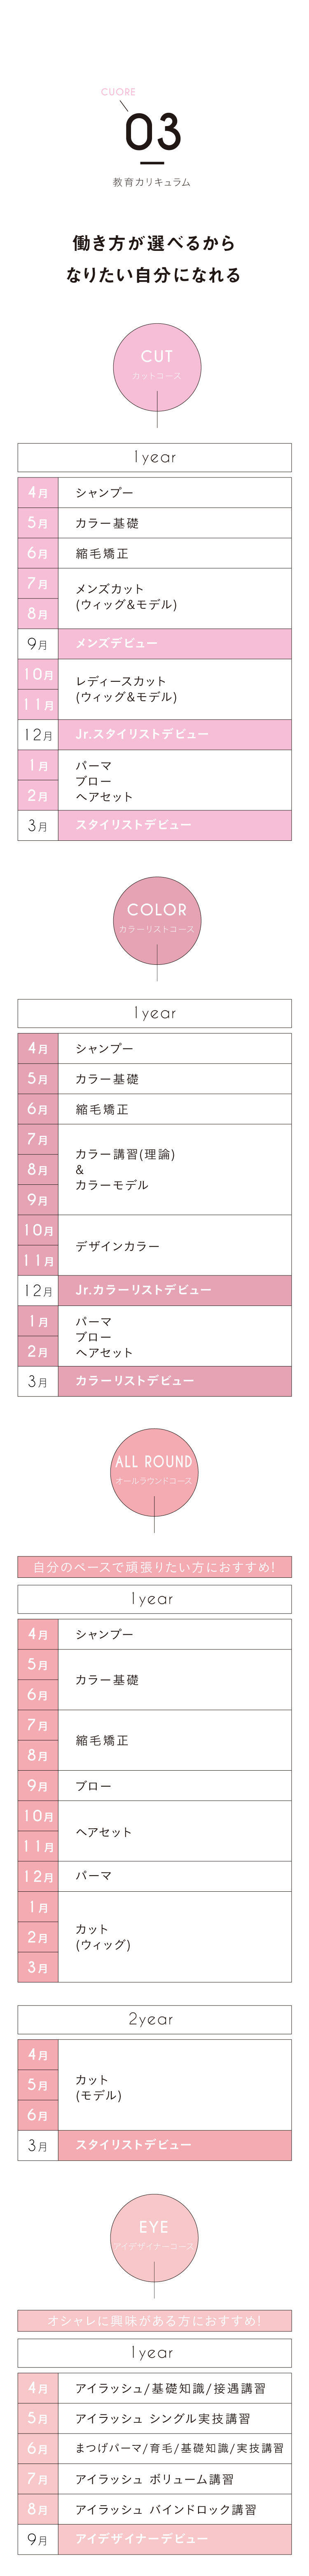 CUORE
03
教育カリキュラム
働き方が選べるから
なりたい自分になれる
CUT
カットコース
1year
4月 シャンプー
5月 カラー基礎
6月 縮毛矯正
7月
メンズカット
(ウィッグ&モデル)
8月
9月 メンズデビュー
10月
レディースカット
(ウィッグ&モデル)
11月
12月 Jr.スタイリストデビュー
1月 パーマ
ブロー
2月 ヘアセット
3月 スタイリストデビュー
COLOR
カラーリストコース
1year
4月 シャンプー
5月 カラー基礎
6月 縮毛矯正
7月
カラー講習(理論)
8月 &
カラーモデル
9月
10月
デザインカラー
11月
12月 Jr.カラーリストデビュー
1月 パーマ
ブロー
2月 ヘアセット
3月 カラーリストデビュー
ALL ROUND
オールラウンドコース
自分のペースで頑張りたい方におすすめ!
1year
4月 シャンプー
5月
カラー基礎
6月
7月
縮毛矯正
8月
9月 ブロー
10月
ヘアセット
11月
12月 パーマ
1月
カット
2月
(ウィッグ)
3月
2year
4月
カット
5月
(モデル)
6月
3月 スタイリストデビュー
EYE
アイデザイナーコース
オシャレに興味がある方におすすめ!
1year
4月 アイラッシュ/基礎知識/接遇講習
5月 アイラッシュ シングル実技講習
6月 まつげパーマ/育毛/基礎知識/実技講習
7月 アイラッシュ ボリューム講習
8月 アイラッシュ バインドロック講習
9月 アイデザイナーデビュー